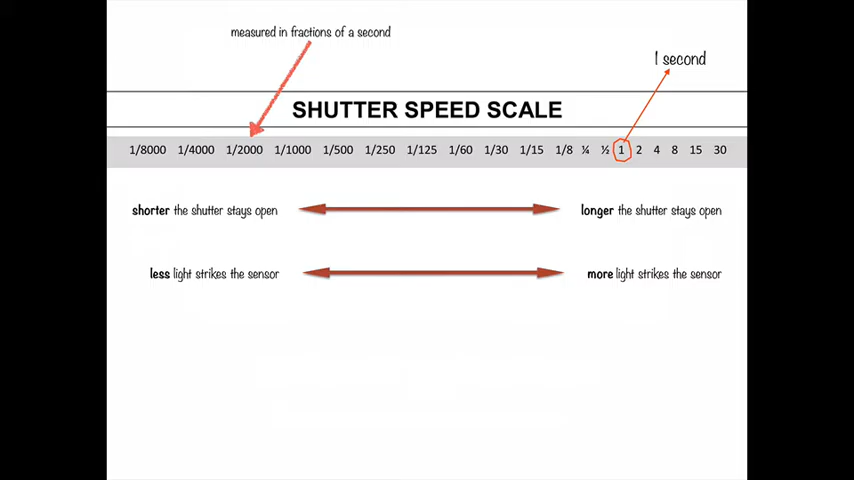 measured in fractions of a second
1 second
SHUTTER SPEED SCALE
1/8000 1/4000 1/2000 1/1000 1/500 1/250 1/125 1/60 1/30 1/15 1/8 ¼ ½ 1 2 4 8 15 30
shorter the shutter stays open longer the shutter stays open
less light strikes the sensor more light strikes the sensor